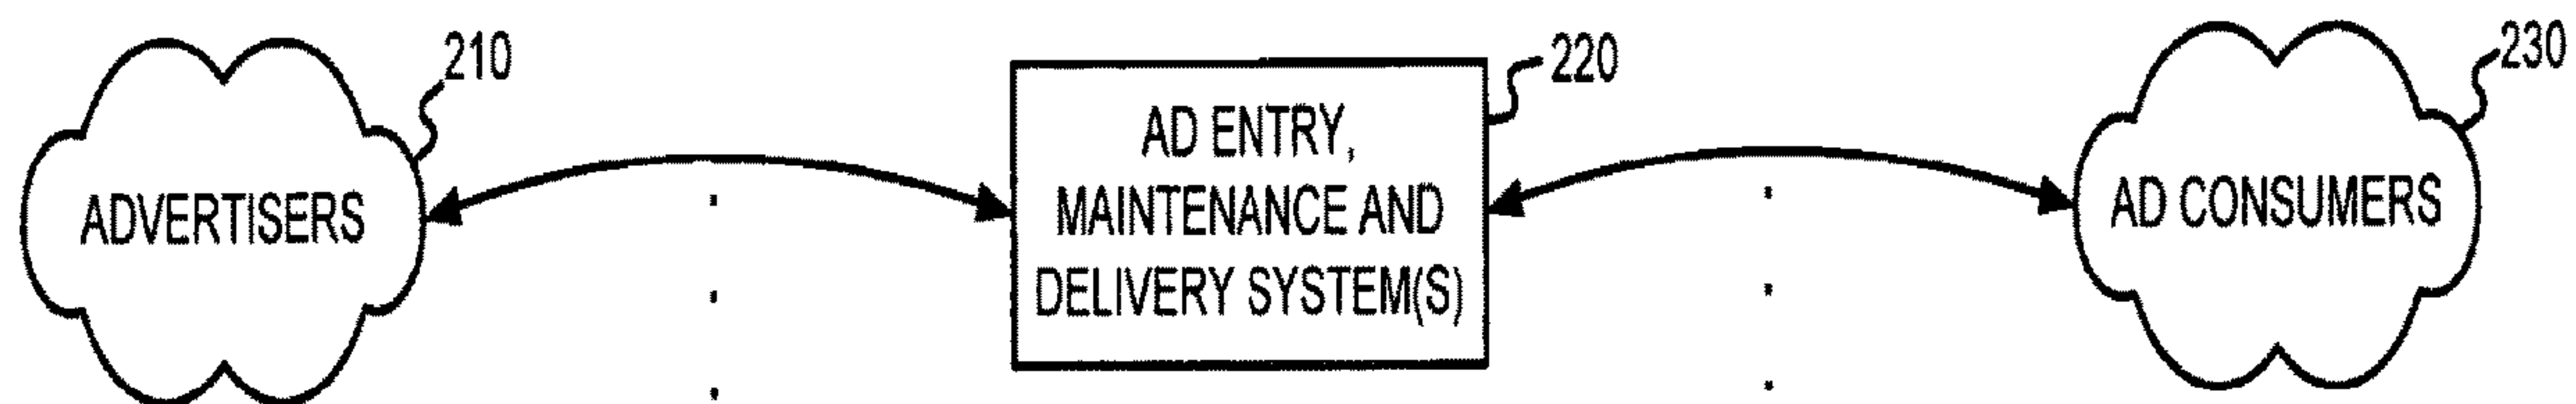 210
220
230
ADVERTISERS
AD ENTRY,
MAINTENANCE AND
DELIVERY SYSTEM(S)
AD CONSUMERS